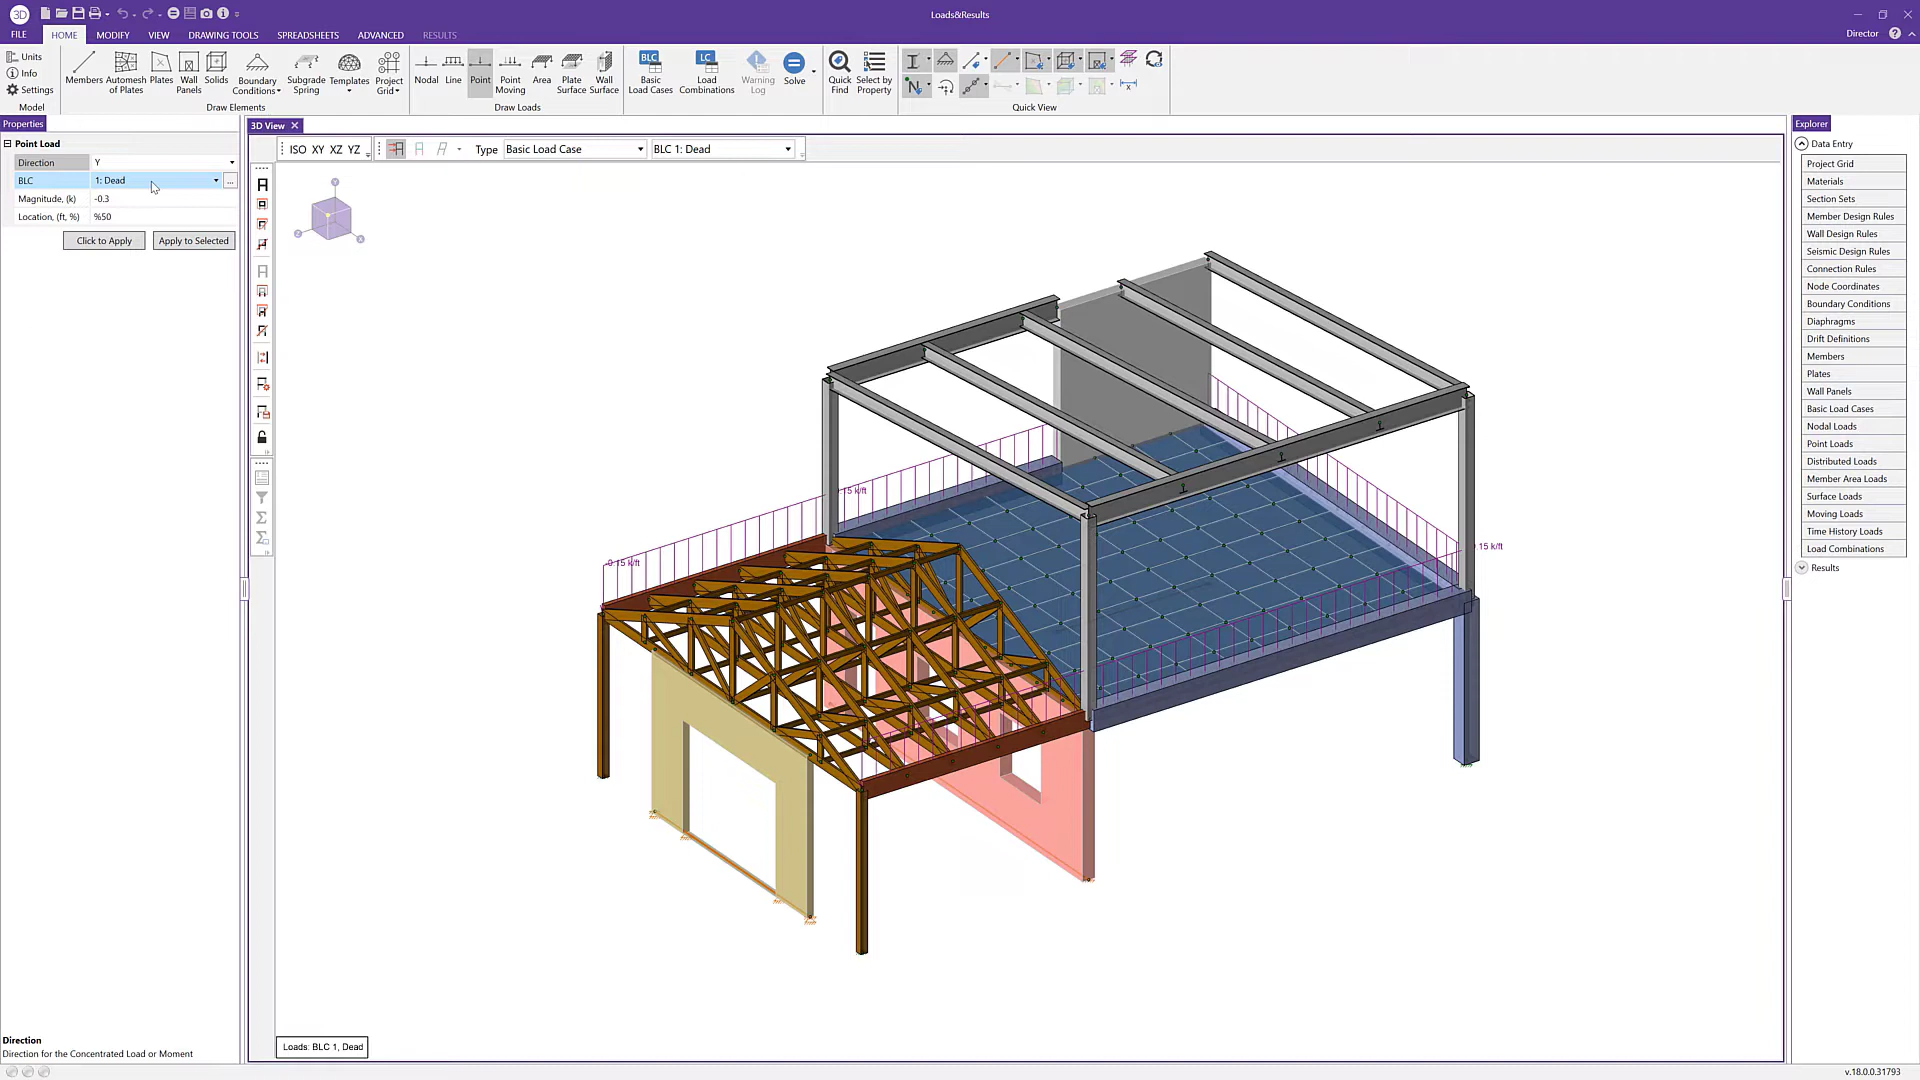 3D
Loads&Results
FILE HOME MODIFY VIEW DRAWING TOOLS SPREADSHEETS ADVANCED RESULTS
Director
Units
Info
Settings
Model
Members
Automesh of Plates
Plates
Wall Panels
Solids
Boundary Conditions
Subgrade Spring
Templates
Project Grid
Draw Elements
Nodal
Line
Point
Point Moving
Area
Plate Surface
Wall Surface
Draw Loads
BLC
Basic Load Cases
LC
Load Combinations
Warning Log
Solve
Quick Find
Select by Property
N
Quick View
Properties
Point Load
Direction Y
BLC 1: Dead ...
Magnitude, (k) -0.3
Location, (ft, %) %50
Click to Apply Apply to Selected
3D View
ISO XY XZ YZ
Type Basic Load Case BLC 1: Dead
Y
Z
X
15 k/ft
15 k/ft
-0.15 k/ft
Loads: BLC 1, Dead
Explorer
Data Entry
Project Grid
Materials
Section Sets
Member Design Rules
Wall Design Rules
Seismic Design Rules
Connection Rules
Node Coordinates
Boundary Conditions
Diaphragms
Drift Definitions
Members
Plates
Wall Panels
Basic Load Cases
Nodal Loads
Point Loads
Distributed Loads
Member Area Loads
Surface Loads
Moving Loads
Time History Loads
Load Combinations
Results
Direction
Direction for the Concentrated Load or Moment
v.18.0.0.31793